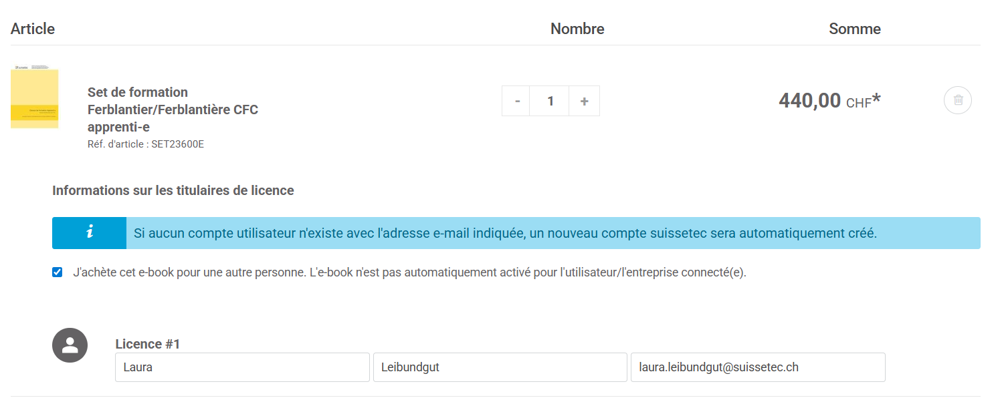 Article Nombre Somme
Set de formation
Ferblantier/Ferblantière CFC
apprenti-e
Réf. d'article : SET23600E
- 1 +
440,00 CHF*
Informations sur les titulaires de licence
i Si aucun compte utilisateur n'existe avec l'adresse e-mail indiquée, un nouveau compte suissetec sera automatiquement créé.
J'achète cet e-book pour une autre personne. L'e-book n'est pas automatiquement activé pour l'utilisateur/l'entreprise connecté(e).
Licence #1
Laura Leibundgut laura.leibundgut@suissetec.ch